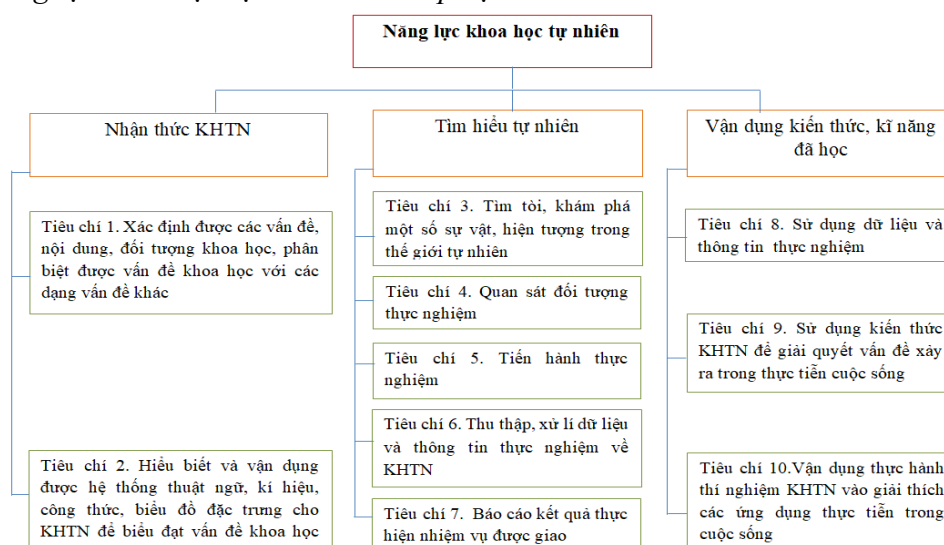 Năng lực khoa học tự nhiên
Nhận thức KHTN
Tiêu chí 1. Xác định được các vấn đề,
nội dung, đối tượng khoa học, phân
biệt được vấn đề khoa học với các
dạng vấn đề khác
Tiêu chí 2. Hiểu biết và vận dụng
được hệ thống thuật ngữ, kí hiệu,
công thức, biểu đồ đặc trưng cho
KHTN để biểu đạt vấn đề khoa học
Tìm hiểu tự nhiên
Tiêu chí 3. Tìm tòi, khám phá
một số sự vật, hiện tượng trong
thế giới tự nhiên
Tiêu chí 4. Quan sát đối tượng
thực nghiệm
Tiêu chí 5. Tiến hành thực
nghiệm
Tiêu chí 6. Thu thập, xử lí dữ liệu
và thông tin thực nghiệm về
KHTN
Tiêu chí 7. Báo cáo kết quả thực
hiện nhiệm vụ được giao
Vận dụng kiến thức, kĩ năng
đã học
Tiêu chí 8. Sử dụng dữ liệu và
thông tin thực nghiệm
Tiêu chí 9. Sử dụng kiến thức
KHTN để giải quyết vấn đề xảy
ra trong thực tiễn cuộc sống
Tiêu chí 10.Vận dụng thực hành
thí nghiệm KHTN vào giải thích
các ứng dụng thực tiễn trong
cuộc sống